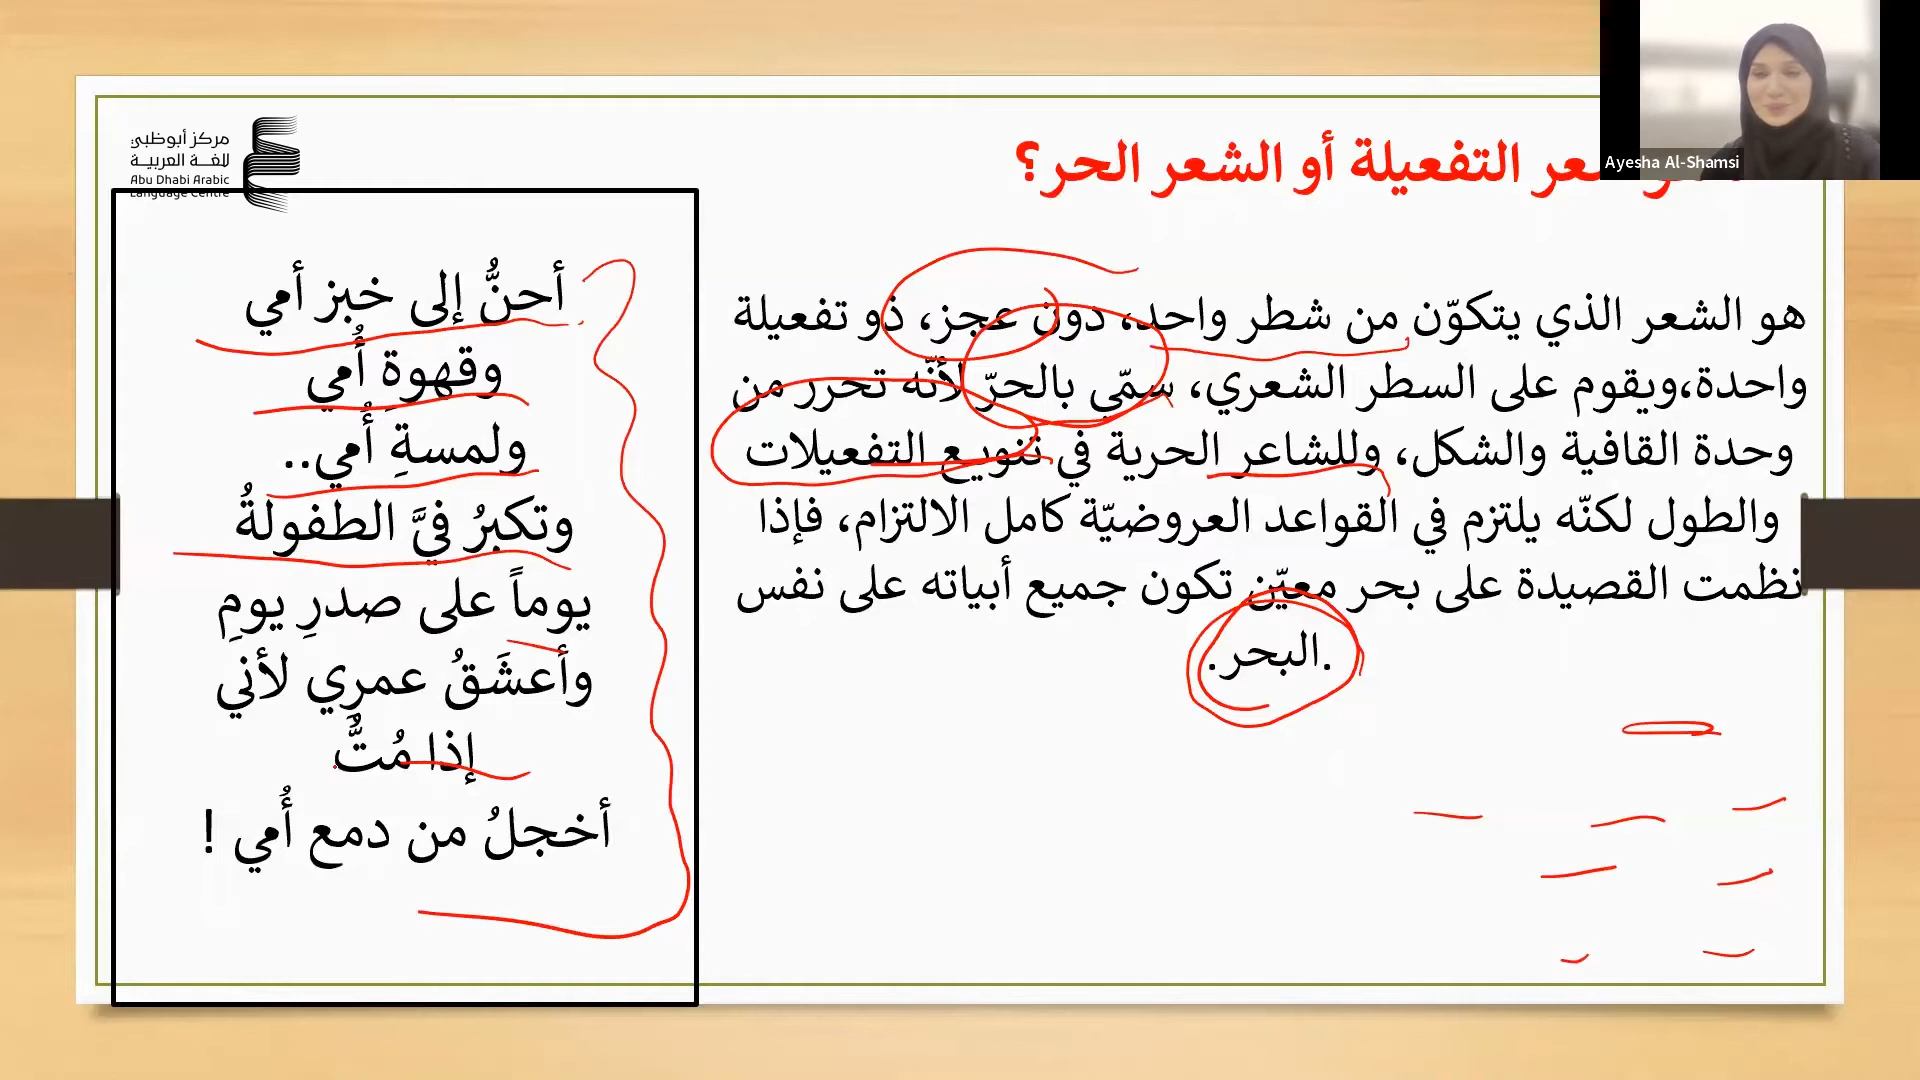 Ayesha Al-Shamsi
شعر التفعيلة أو الشعر الحر؟
مركز أبوظبي
للغة العربية
Abu Dhabi Arabic
Language Centre
هو الشعر الذي يتكوّن من شطر واحد، دون عجز، ذو تفعيلة
واحدة،ويقوم على السطر الشعري، سمّي بالحرّ لأنّه تحرر من
وحدة القافية والشكل، وللشاعر الحرية في تنويع التفعيلات
والطول لكنّه يلتزم في القواعد العروضيّة كامل الالتزام، فإذا
نظمت القصيدة على بحر معيّن تكون جميع أبياته على نفس
.البحر.
أحنُّ إلى خبز أمي
وقهوةِ أُمي
ولمسةِ أُمي..
وتكبرُ فيَّ الطفولةُ
يوماً على صدرِ يومِ
وأعشَقُ عمرِي لأني
إذا مُتُّ
أخجلُ من دمع أُمي !